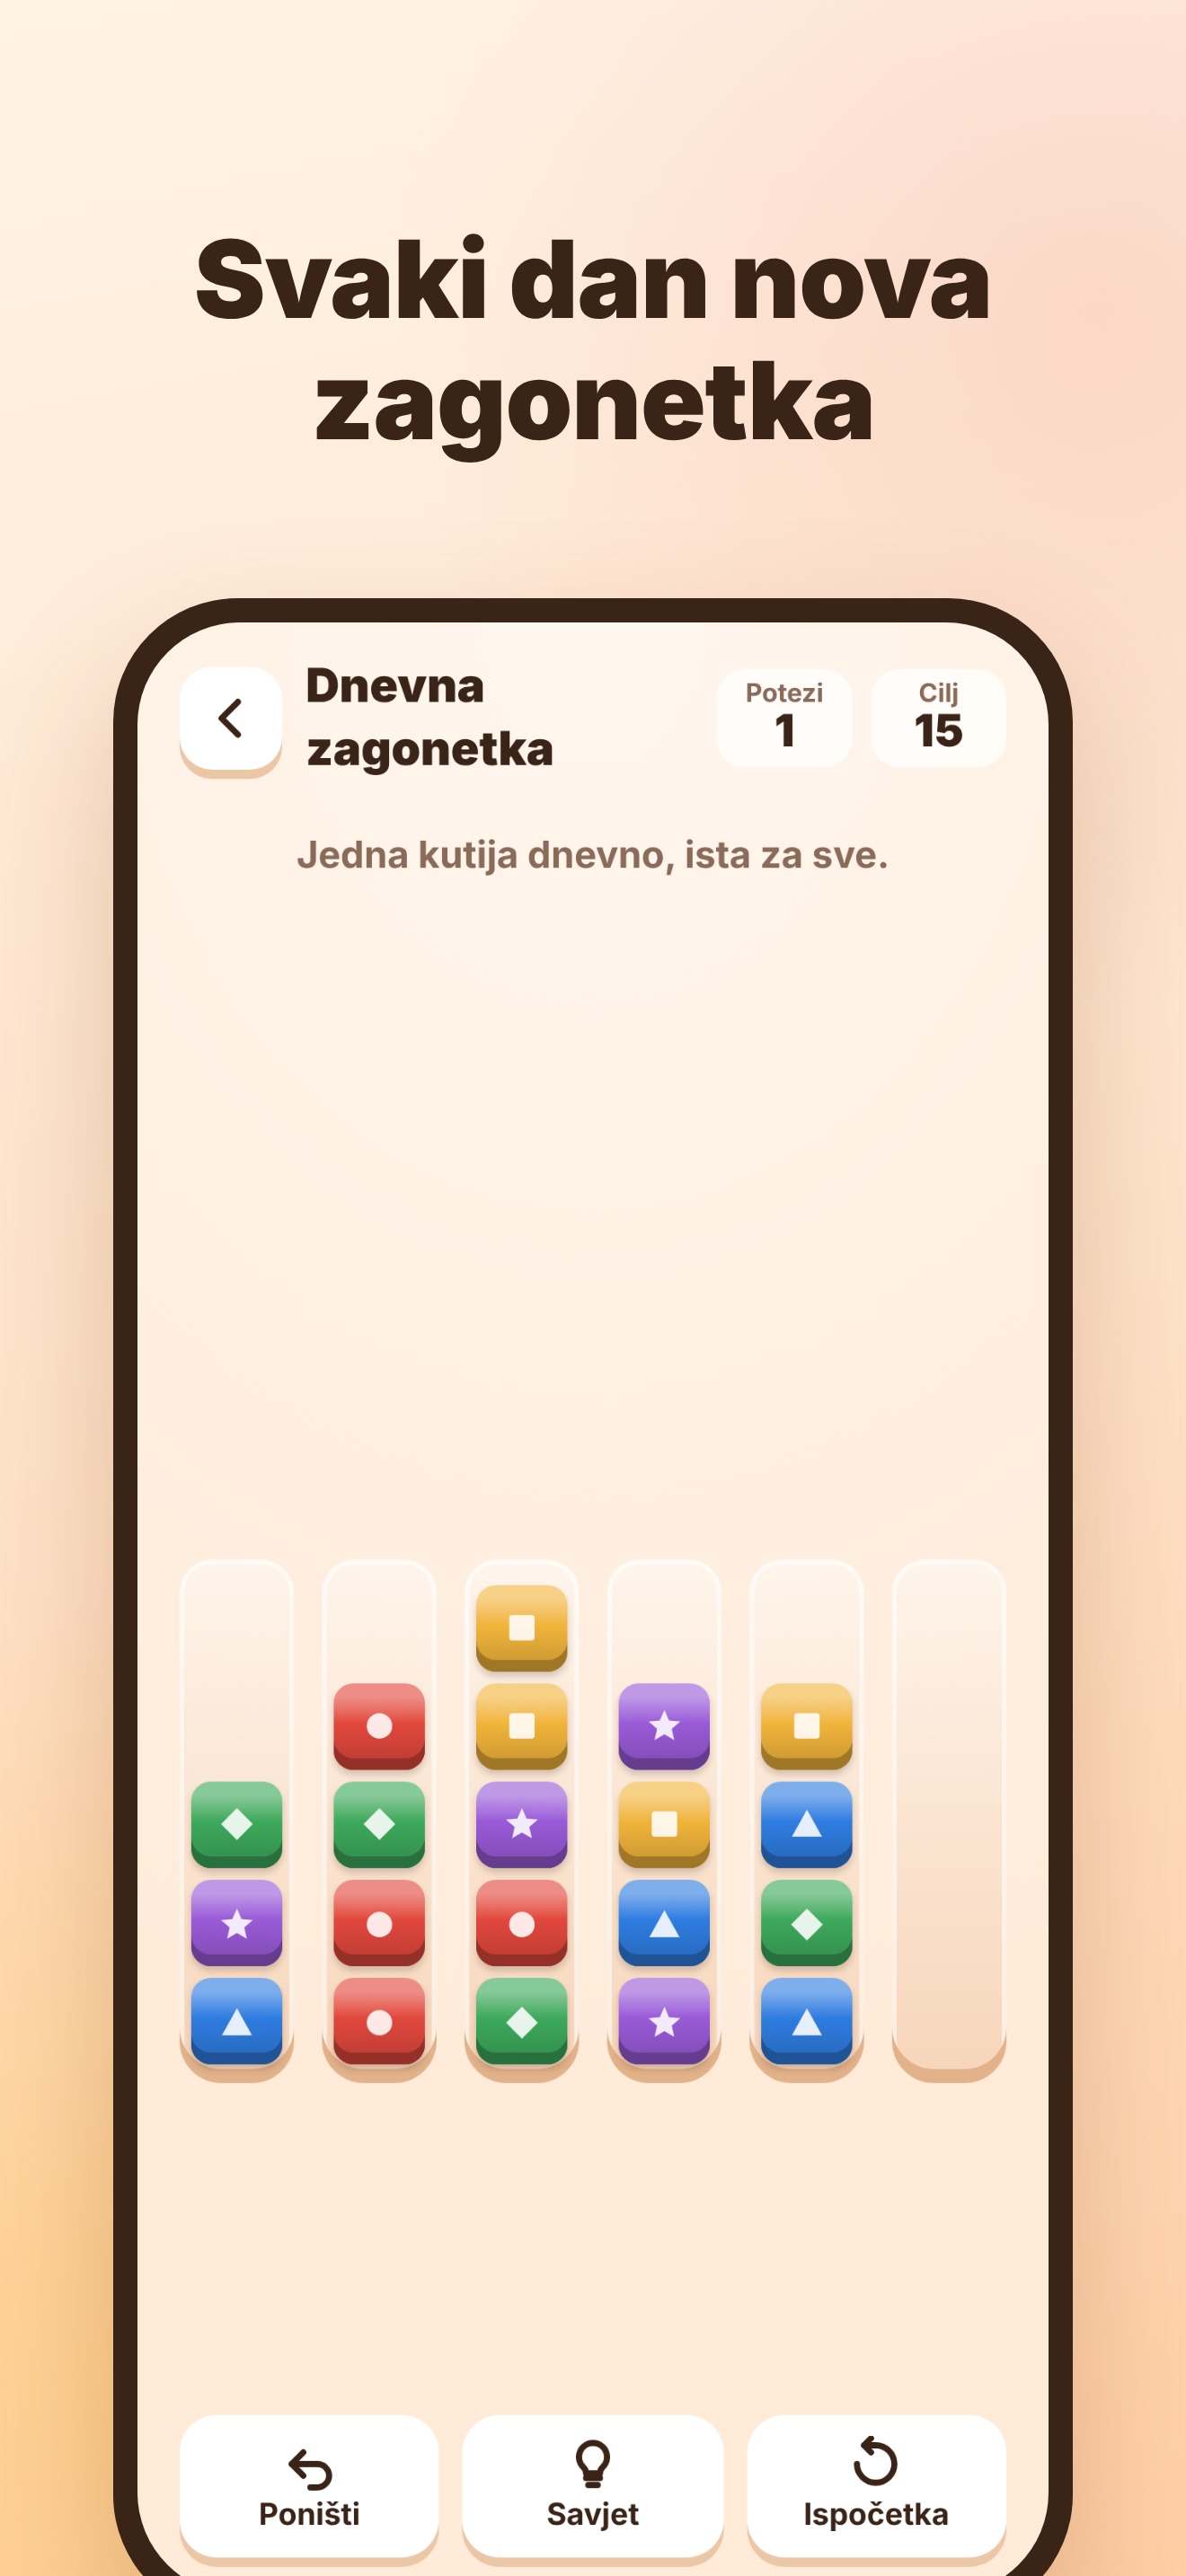 Svaki dan nova
zagonetka
Dnevna
zagonetka
Potezi
1
Cilj
15
Jedna kutija dnevno, ista za sve.
Poništi
Savjet
Ispočetka